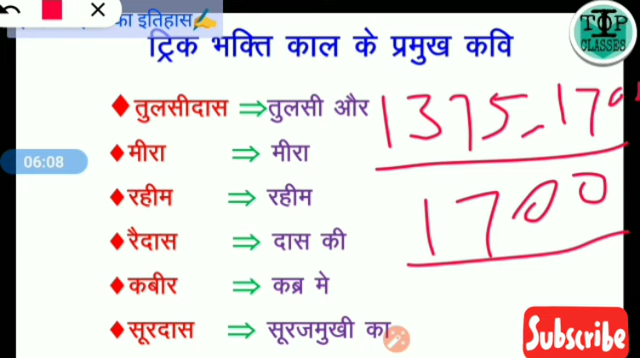 का इतिहास✍️
ट्रिक भक्ति काल के प्रमुख कवि
TOP CLASSES
♦तुलसीदास ⇒तुलसी और
1375-170
♦मीरा ⇒ मीरा
06:08
♦रहीम ⇒ रहीम
1700
♦रैदास ⇒ दास की
♦कबीर ⇒ कब्र मे
♦सूरदास ⇒ सूरजमुखी का
Subscribe